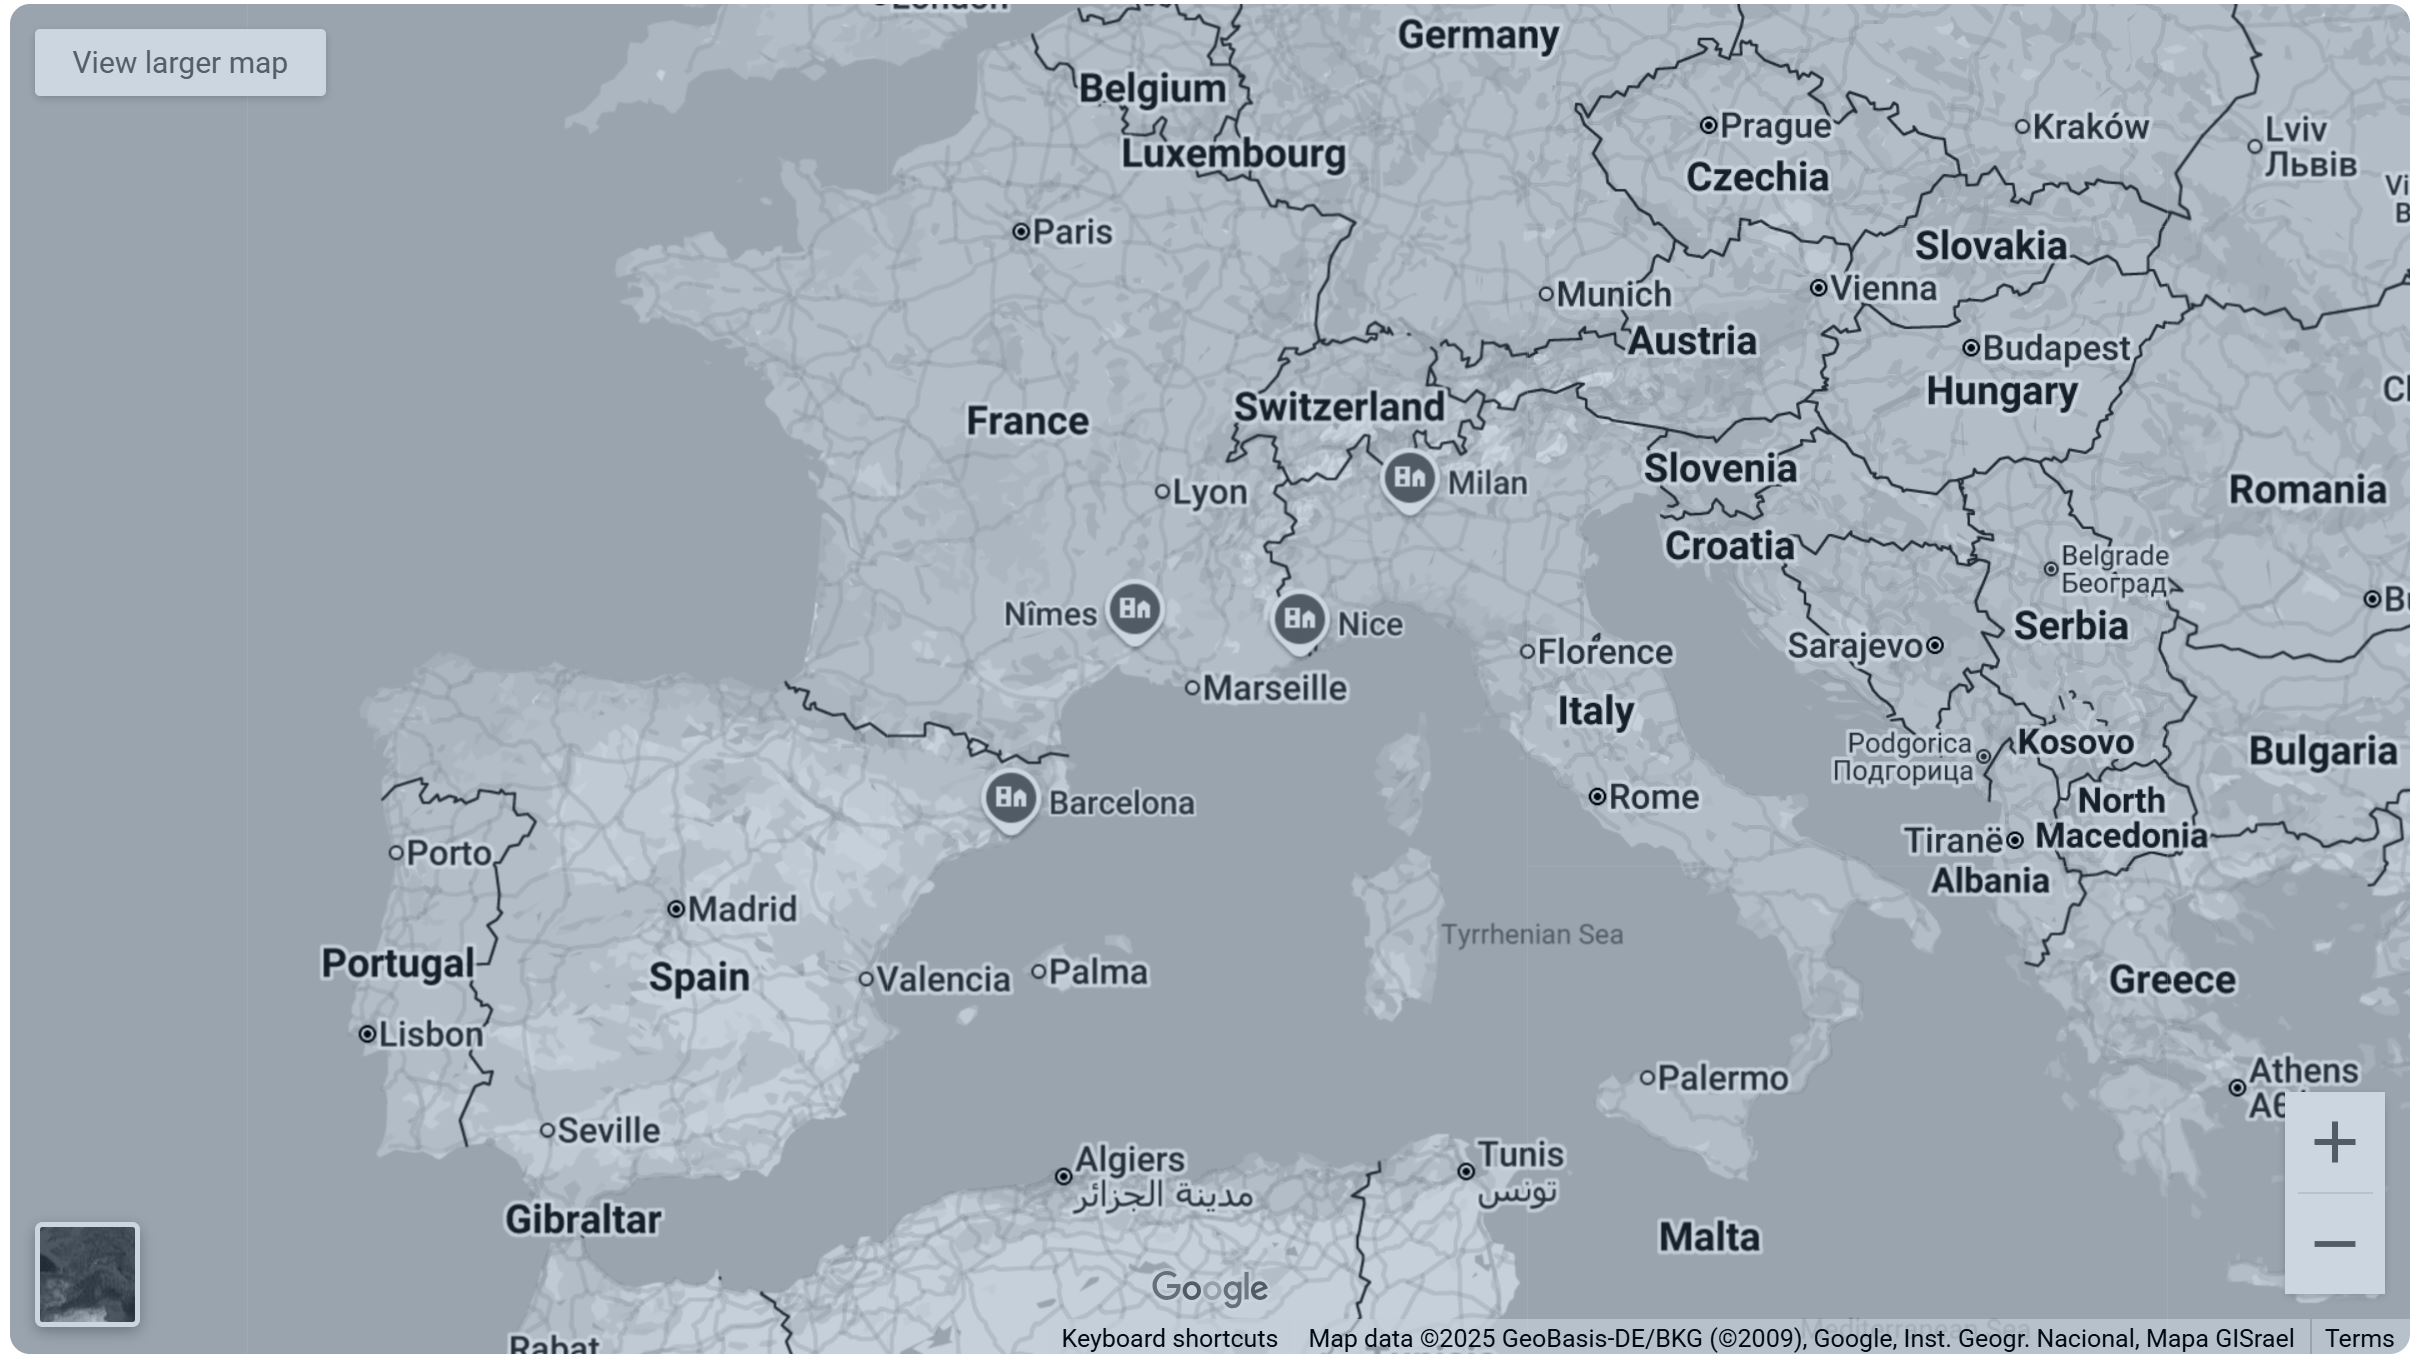 London
Germany
View larger map
Belgium
Prague
Kraków
Lviv
Львів
Luxembourg
Czechia
Paris
Slovakia
Munich
Vienna
Austria
Budapest
Hungary
Switzerland
France
Slovenia
Milan
Lyon
Romania
Croatia
Belgrade
Београд
Nîmes
Nice
Serbia
Sarajevo
Florence
Marseille
Italy
Podgorica
Подгорица
Kosovo
Bulgaria
Barcelona
Rome
North
Macedonia
Tiranë
Porto
Albania
Madrid
Tyrrhenian Sea
Portugal
Spain
Valencia
Palma
Greece
Lisbon
Athens
Palermo
Seville
Algiers
مدينة الجزائر
Tunis
تونس
Gibraltar
Malta
Google
Rabat
Mediterranean Sea
Keyboard shortcuts
Map data ©2025 GeoBasis-DE/BKG (©2009), Google, Inst. Geogr. Nacional, Mapa GISrael
Terms